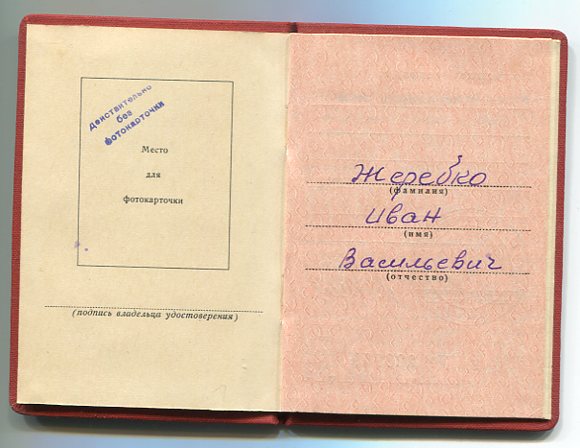 Действительно
без
фотокарточки
Место
для
фотокарточки
(подпись владельца удостоверения)
Жеребко
(фамилия)
Иван
(имя)
Васильевич
(отчество)